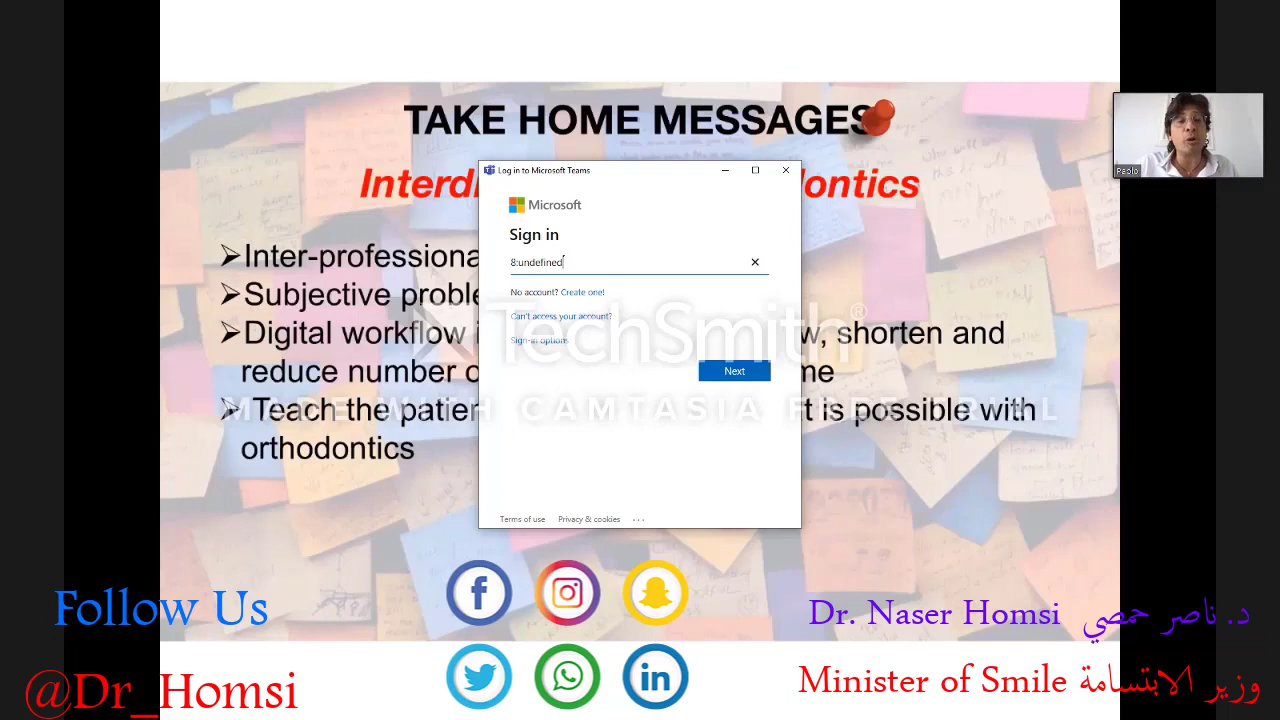 TAKE HOME MESSAGES
Interdi ontics
➢Inter-professiona
➢Subjective proble
➢Digital workflow i w, shorten and
reduce number o me
➢Teach the patien t is possible with
orthodontics
Log in to Microsoft Teams
Microsoft
Sign in
8:undefined
No account? Create one!
Can't access your account?
Sign-in options
Next
Terms of use Privacy & cookies
TechSmith®
MADE WITH CAMTASIA FREE TRIAL
Paolo
Follow Us
@Dr_Homsi
Dr. Naser Homsi د. ناصر حمصي
Minister of Smile وزير الابتسامة